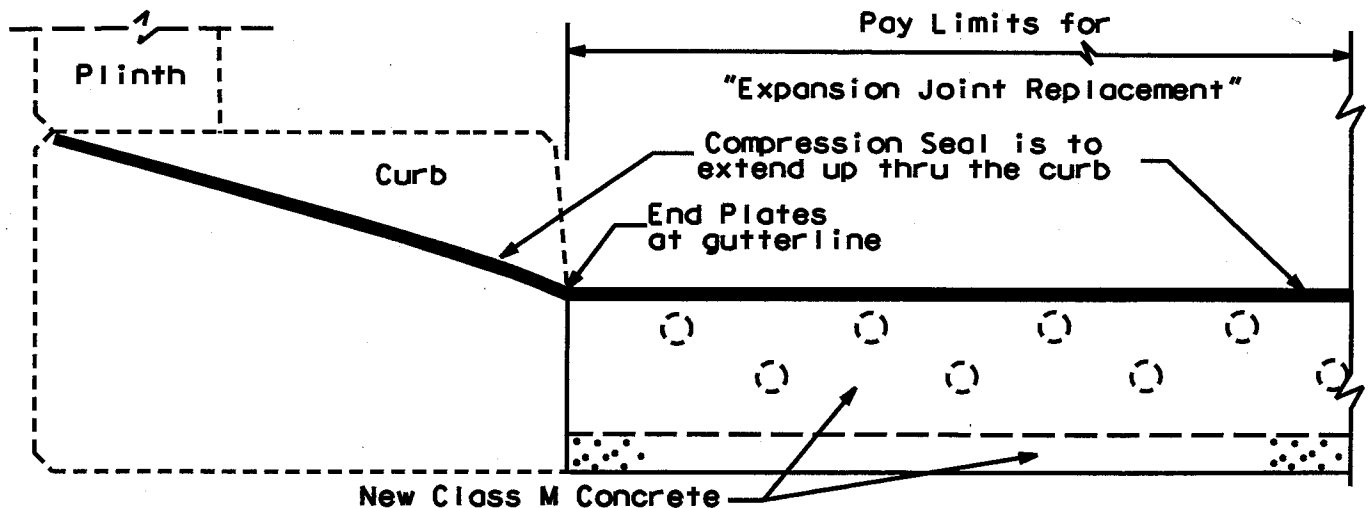 Pay Limits for
"Expansion Joint Replacement"
Plinth
Compression Seal is to
extend up thru the curb
Curb
End Plates
at gutterline
New Class M Concrete